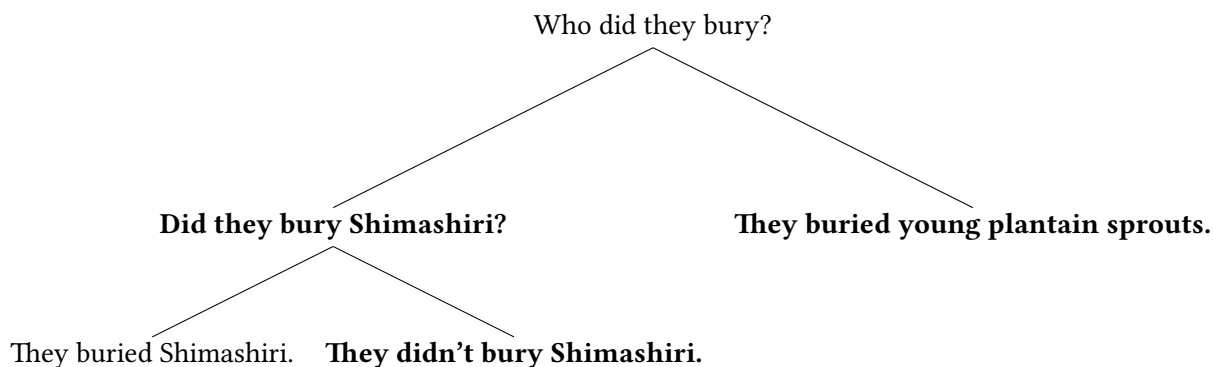 Who did they bury?
Did they bury Shimashiri?
They buried young plantain sprouts.
They buried Shimashiri.
They didn’t bury Shimashiri.